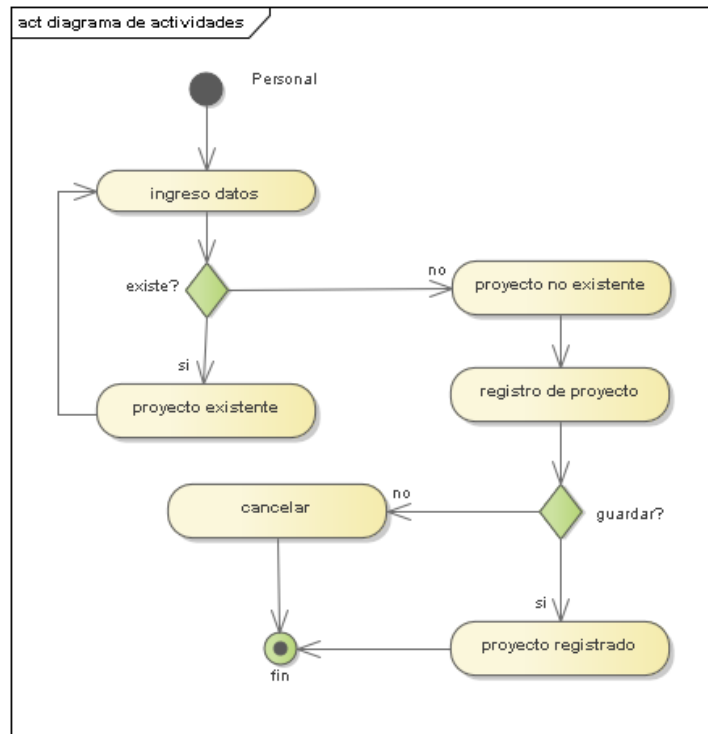 act diagrama de actividades
Personal
ingreso datos
existe?
no
proyecto no existente
si
proyecto existente
registro de proyecto
cancelar
no
guardar?
si
proyecto registrado
fin